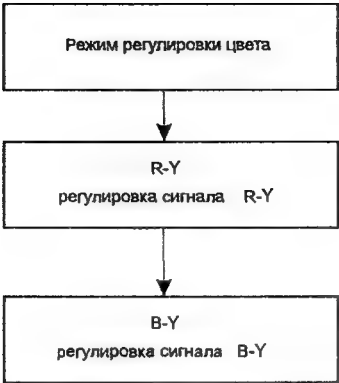 Режим регулировки цвета
R-Y
регулировка сигнала R-Y
B-Y
регулировка сигнала B-Y